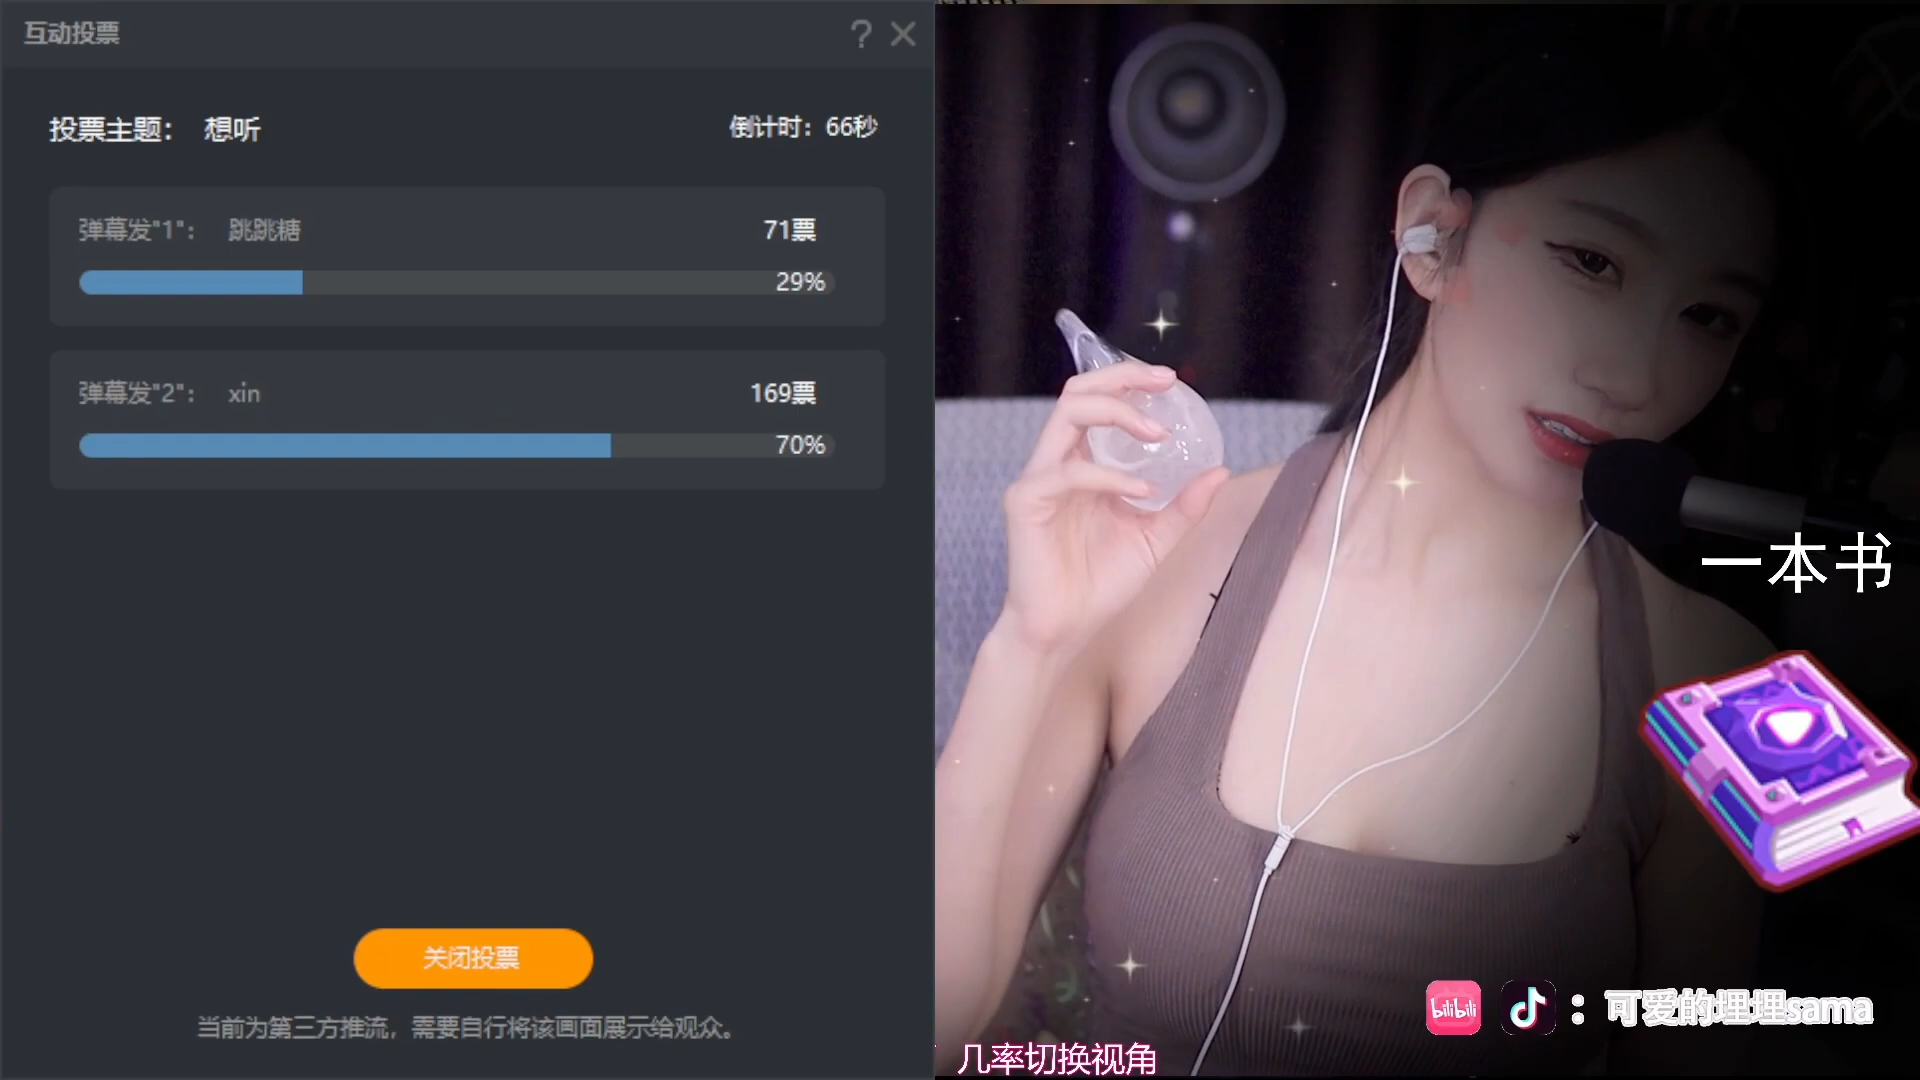 互动投票
投票主题： 想听
倒计时：66秒
弹幕发"1"： 跳跳糖
71票
29%
弹幕发"2"： xin
169票
70%
关闭投票
当前为第三方推流，需要自行将该画面展示给观众。
一本书
bilibili
：可爱的埋埋sama
几率切换视角